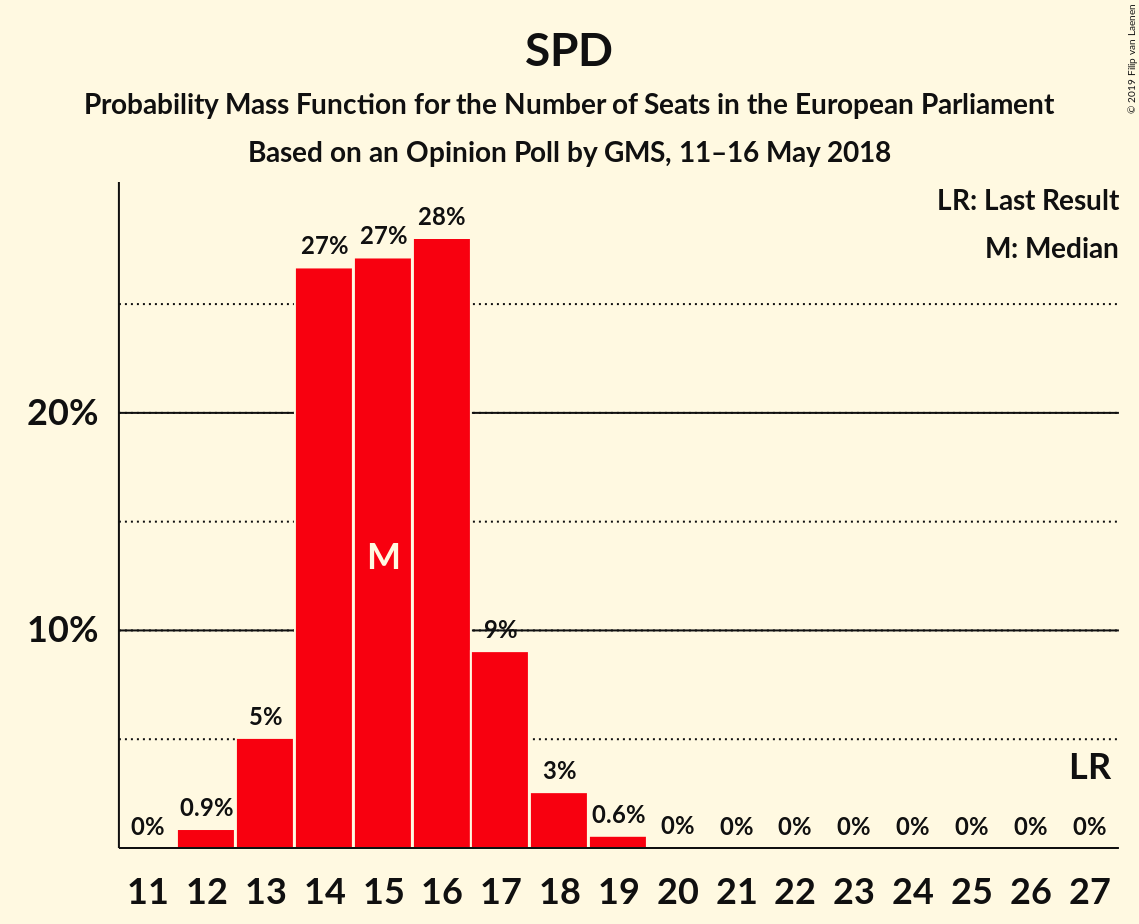 SPD
Probability Mass Function for the Number of Seats in the European Parliament
Based on an Opinion Poll by GMS, 11–16 May 2018
© 2019 Filip van Laenen
LR: Last Result
M: Median
20%
10%
0% 0.9% 5% 27% 27% 28% 9% 3% 0.6% 0% 0% 0% 0% 0% 0% 0% 0%
M
LR
11 12 13 14 15 16 17 18 19 20 21 22 23 24 25 26 27